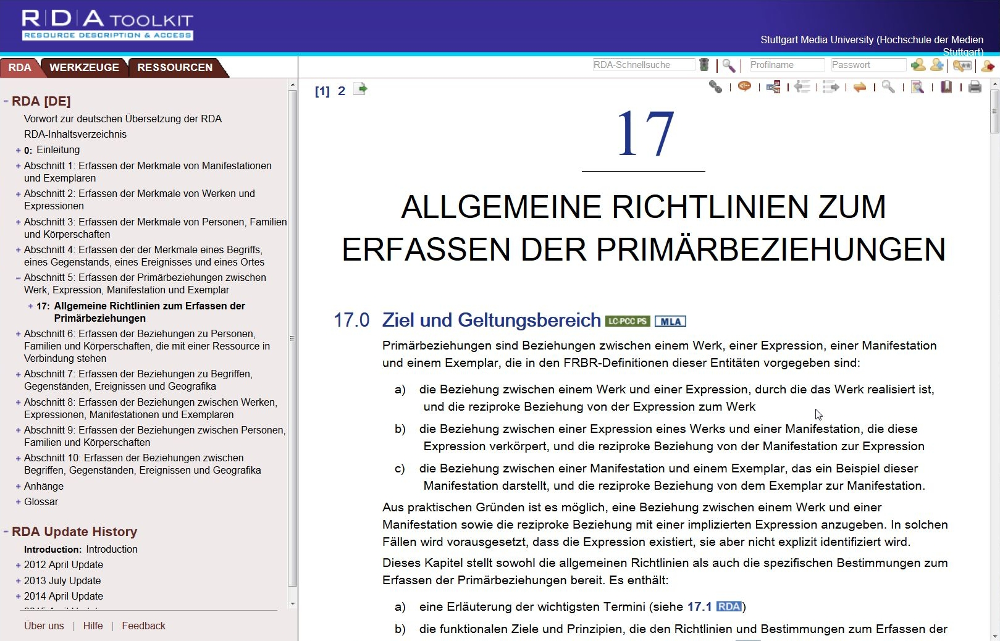 R|D|A TOOLKIT
RESOURCE DESCRIPTION & ACCESS
Stuttgart Media University (Hochschule der Medien
Stuttgart)
RDA WERKZEUGE RESSOURCEN
RDA-Schnellsuche Profilname Passwort
- RDA [DE]
Vorwort zur deutschen Übersetzung der RDA
RDA-Inhaltsverzeichnis
+ 0: Einleitung
+ Abschnitt 1: Erfassen der Merkmale von Manifestationen
und Exemplaren
+ Abschnitt 2: Erfassen der Merkmale von Werken und
Expressionen
+ Abschnitt 3: Erfassen der Merkmale von Personen, Familien
und Körperschaften
+ Abschnitt 4: Erfassen der der Merkmale eines Begriffs,
eines Gegenstands, eines Ereignisses und eines Ortes
- Abschnitt 5: Erfassen der Primärbeziehungen zwischen
Werk, Expression, Manifestation und Exemplar
+ 17: Allgemeine Richtlinien zum Erfassen der
Primärbeziehungen
+ Abschnitt 6: Erfassen der Beziehungen zu Personen,
Familien und Körperschaften, die mit einer Ressource in
Verbindung stehen
+ Abschnitt 7: Erfassen der Beziehungen zu Begriffen,
Gegenständen, Ereignissen und Geografika
+ Abschnitt 8: Erfassen der Beziehungen zwischen Werken,
Expressionen, Manifestationen und Exemplaren
+ Abschnitt 9: Erfassen der Beziehungen zwischen Personen,
Familien und Körperschaften
+ Abschnitt 10: Erfassen der Beziehungen zwischen
Begriffen, Gegenständen, Ereignissen und Geografika
+ Anhänge
+ Glossar
- RDA Update History
Introduction: Introduction
+ 2012 April Update
+ 2013 July Update
+ 2014 April Update
Über uns | Hilfe | Feedback
[1] 2
17
ALLGEMEINE RICHTLINIEN ZUM
ERFASSEN DER PRIMÄRBEZIEHUNGEN
17.0 Ziel und Geltungsbereich LC-PCC PS MLA
Primärbeziehungen sind Beziehungen zwischen einem Werk, einer Expression, einer Manifestation
und einem Exemplar, die in den FRBR-Definitionen dieser Entitäten vorgegeben sind:
a) die Beziehung zwischen einem Werk und einer Expression, durch die das Werk realisiert ist,
und die reziproke Beziehung von der Expression zum Werk
b) die Beziehung zwischen einer Expression eines Werks und einer Manifestation, die diese
Expression verkörpert, und die reziproke Beziehung von der Manifestation zur Expression
c) die Beziehung zwischen einer Manifestation und einem Exemplar, das ein Beispiel dieser
Manifestation darstellt, und die reziproke Beziehung von dem Exemplar zur Manifestation.
Aus praktischen Gründen ist es möglich, eine Beziehung zwischen einem Werk und einer
Manifestation sowie die reziproke Beziehung mit einer implizierten Expression anzugeben. In solchen
Fällen wird vorausgesetzt, dass die Expression existiert, sie aber nicht explizit identifiziert wird.
Dieses Kapitel stellt sowohl die allgemeinen Richtlinien als auch die spezifischen Bestimmungen zum
Erfassen der Primärbeziehungen bereit. Es enthält:
a) eine Erläuterung der wichtigsten Termini (siehe 17.1 RDA)
b) die funktionalen Ziele und Prinzipien, die den Richtlinien und Bestimmungen zum Erfassen der